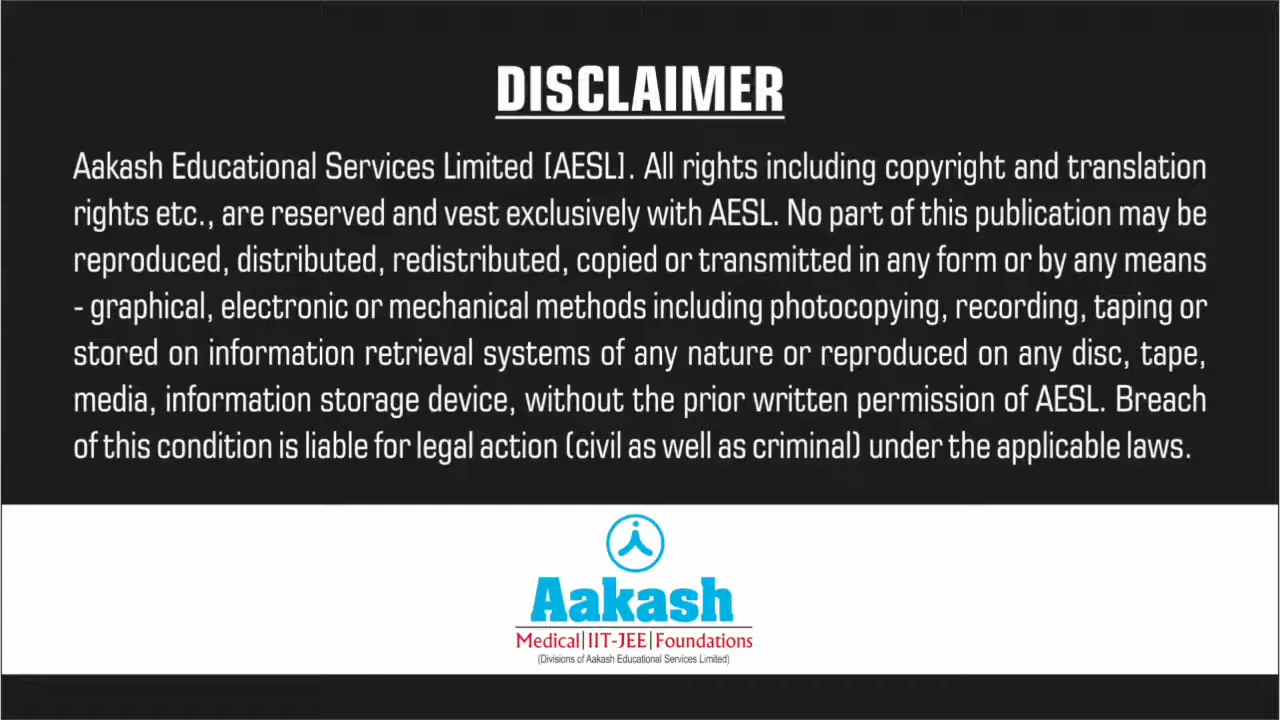 DISCLAIMER
Aakash Educational Services Limited [AESL]. All rights including copyright and translation
rights etc., are reserved and vest exclusively with AESL. No part of this publication may be
reproduced, distributed, redistributed, copied or transmitted in any form or by any means
- graphical, electronic or mechanical methods including photocopying, recording, taping or
stored on information retrieval systems of any nature or reproduced on any disc, tape,
media, information storage device, without the prior written permission of AESL. Breach
of this condition is liable for legal action (civil as well as criminal) under the applicable laws.
Aakash
Medical|IIT-JEE|Foundations
(Divisions of Aakash Educational Services Limited)